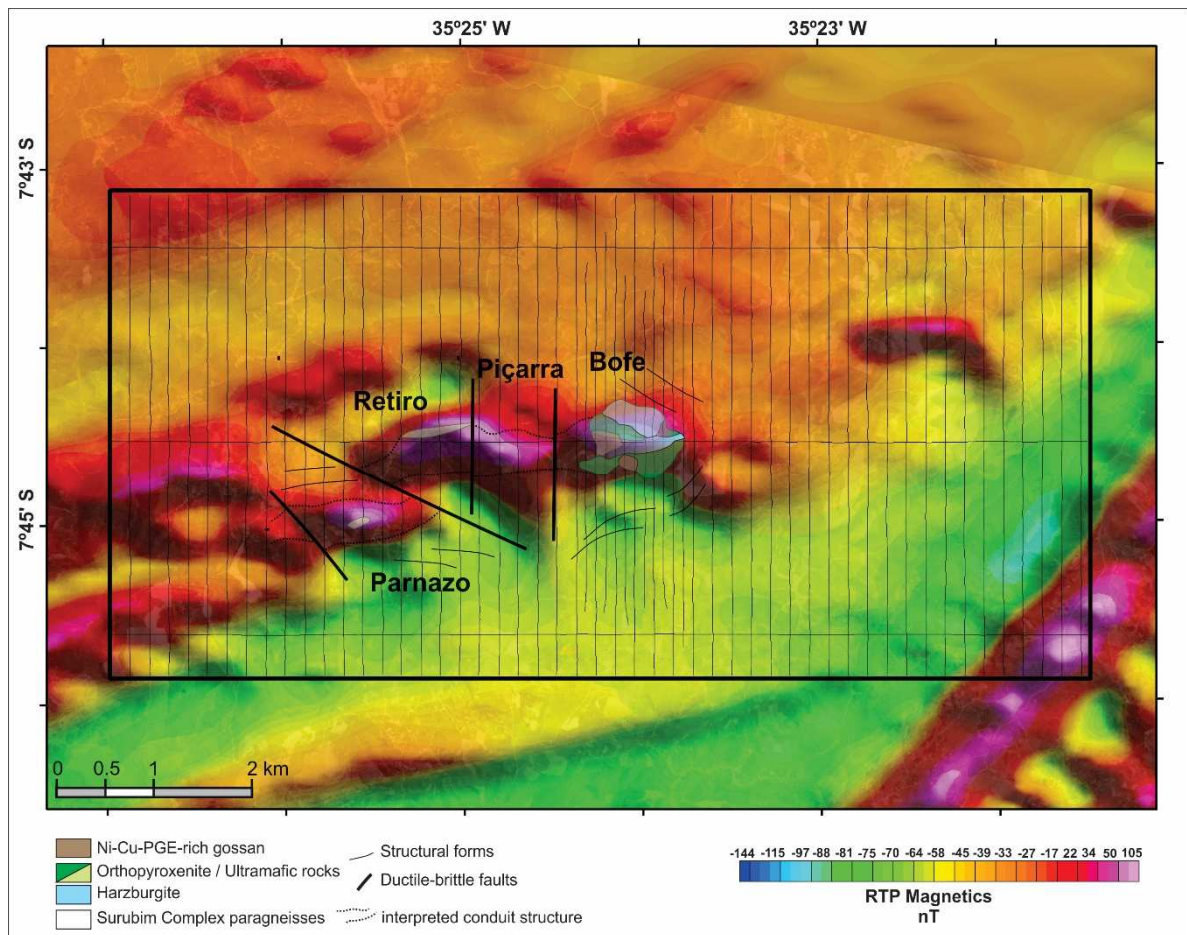 35º25' W 35º23' W
7º43' S
7º45' S
Piçarra Bofe
Retiro
Parnazo
0 0.5 1 2 km
Ni-Cu-PGE-rich gossan
Orthopyroxenite / Ultramafic rocks
Harzburgite
Surubim Complex paragneisses
Structural forms
Ductile-brittle faults
interpreted conduit structure
-144 -115 -97 -88 -81 -75 -70 -64 -58 -45 -39 -33 -27 -17 22 34 50 105
RTP Magnetics
nT